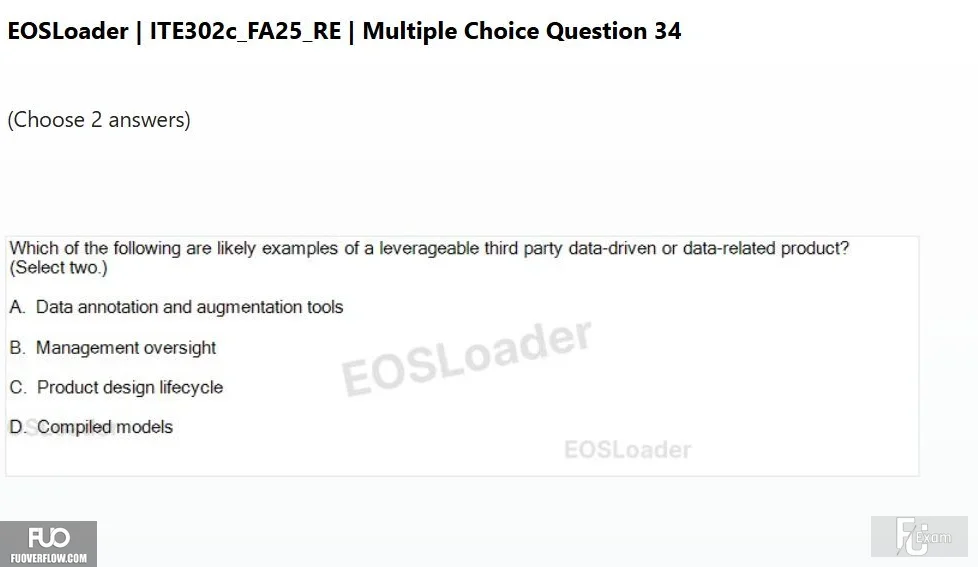 EOSLoader | ITE302c_FA25_RE | Multiple Choice Question 34
(Choose 2 answers)
Which of the following are likely examples of a leverageable third party data-driven or data-related product?
(Select two.)
A. Data annotation and augmentation tools
B. Management oversight
C. Product design lifecycle
D. Compiled models
EOSLoader
EOSLoader
FUO
FUOVERFLOW.COM
FU Exam